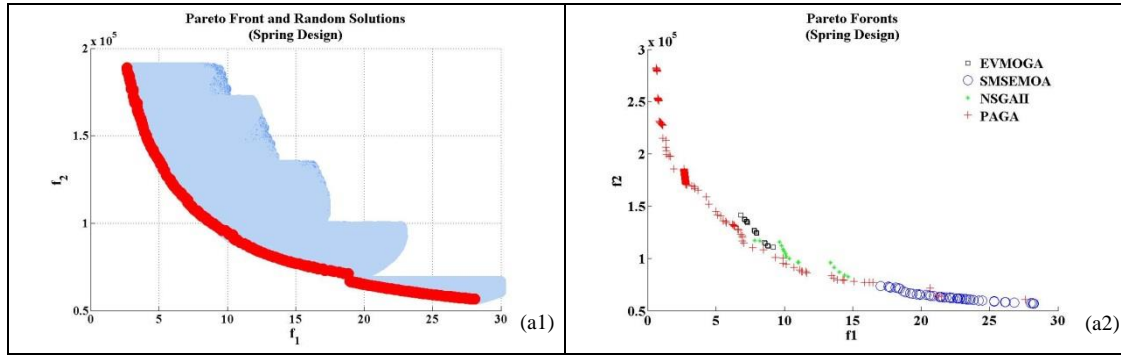 Pareto Front and Random Solutions
(Spring Design)
2 x 10^5
1.5
1
0.5
0 5 10 15 20 25 30
f_2
f_1
(a1)
Pareto Foronts
(Spring Design)
3 x 10^5
2.5
2
1.5
1
0.5
0 5 10 15 20 25 30
f2
f1
EVMOGA
SMSEMOA
NSGAII
PAGA
(a2)